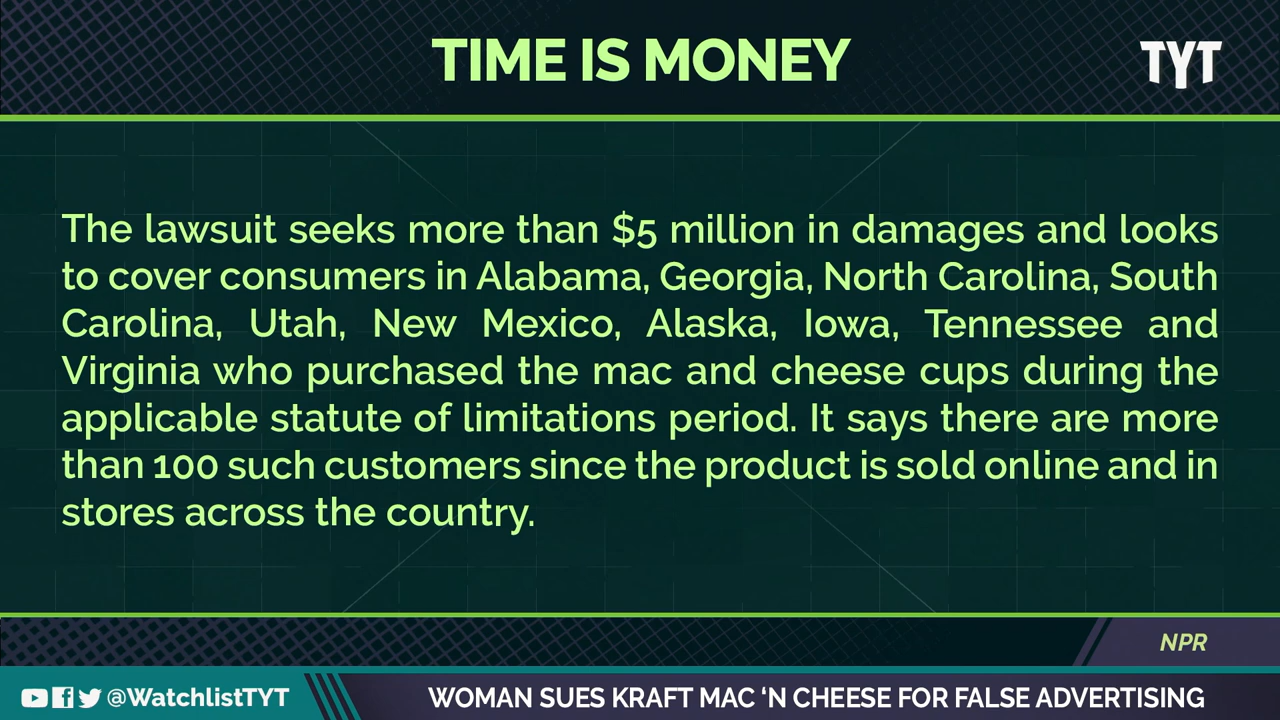 TIME IS MONEY
TYT
The lawsuit seeks more than $5 million in damages and looks
to cover consumers in Alabama, Georgia, North Carolina, South
Carolina, Utah, New Mexico, Alaska, Iowa, Tennessee and
Virginia who purchased the mac and cheese cups during the
applicable statute of limitations period. It says there are more
than 100 such customers since the product is sold online and in
stores across the country.
NPR
@WatchlistTYT
WOMAN SUES KRAFT MAC ‘N CHEESE FOR FALSE ADVERTISING